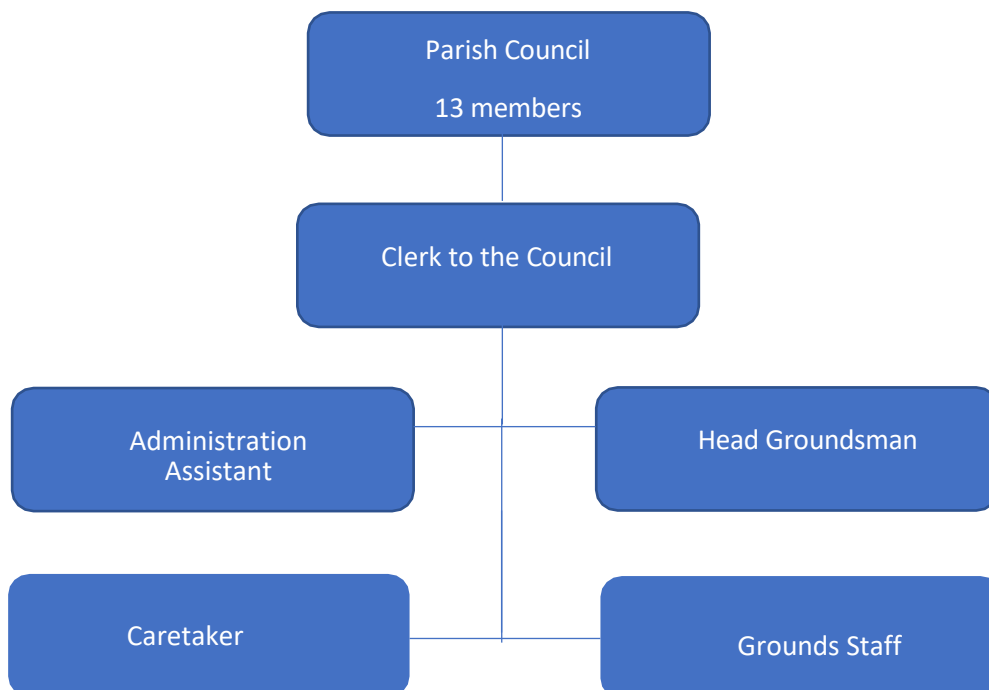 Parish Council
13 members
Clerk to the Council
Administration
Assistant
Head Groundsman
Caretaker
Grounds Staff